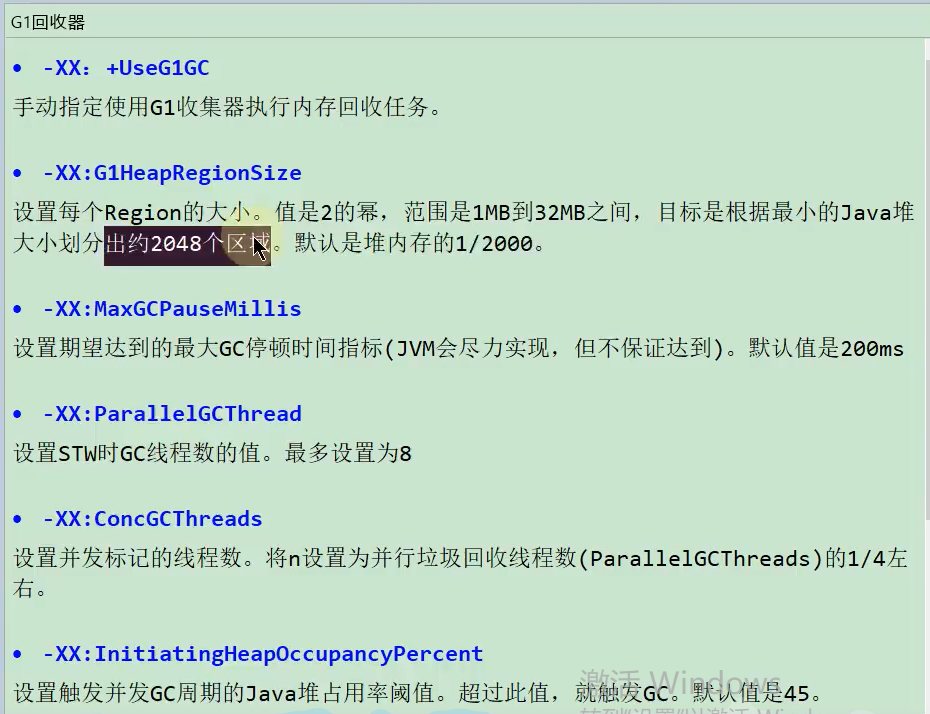 G1回收器
• -XX：+UseG1GC
手动指定使用G1收集器执行内存回收任务。
• -XX:G1HeapRegionSize
设置每个Region的大小。值是2的幂，范围是1MB到32MB之间，目标是根据最小的Java堆
大小划分出约2048个区域。默认是堆内存的1/2000。
• -XX:MaxGCPauseMillis
设置期望达到的最大GC停顿时间指标(JVM会尽力实现，但不保证达到)。默认值是200ms
• -XX:ParallelGCThread
设置STW时GC线程数的值。最多设置为8
• -XX:ConcGCThreads
设置并发标记的线程数。将n设置为并行垃圾回收线程数(ParallelGCThreads)的1/4左
右。
• -XX:InitiatingHeapOccupancyPercent
设置触发并发GC周期的Java堆占用率阈值。超过此值，就触发GC。默认值是45。
激活 Windows